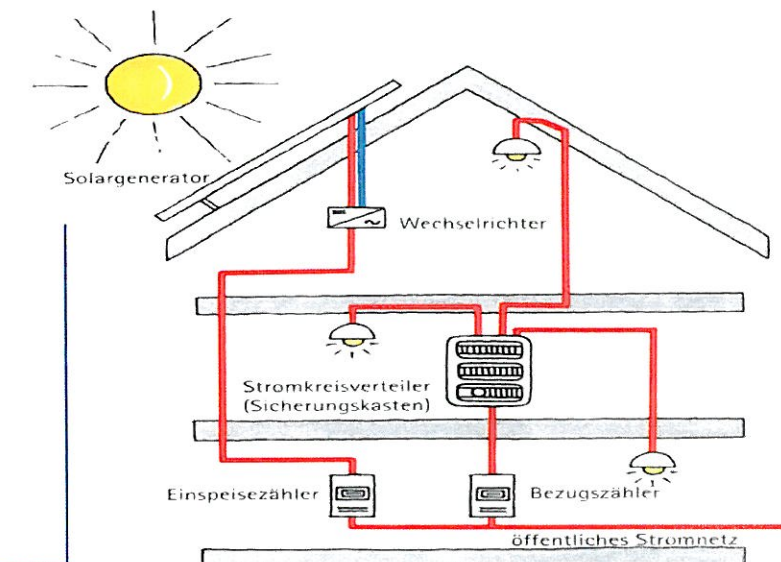 Solargenerator
Wechselrichter
Stromkreisverteiler
(Sicherungskasten)
Einspeisezähler
Bezugszähler
öffentliches Stromnetz